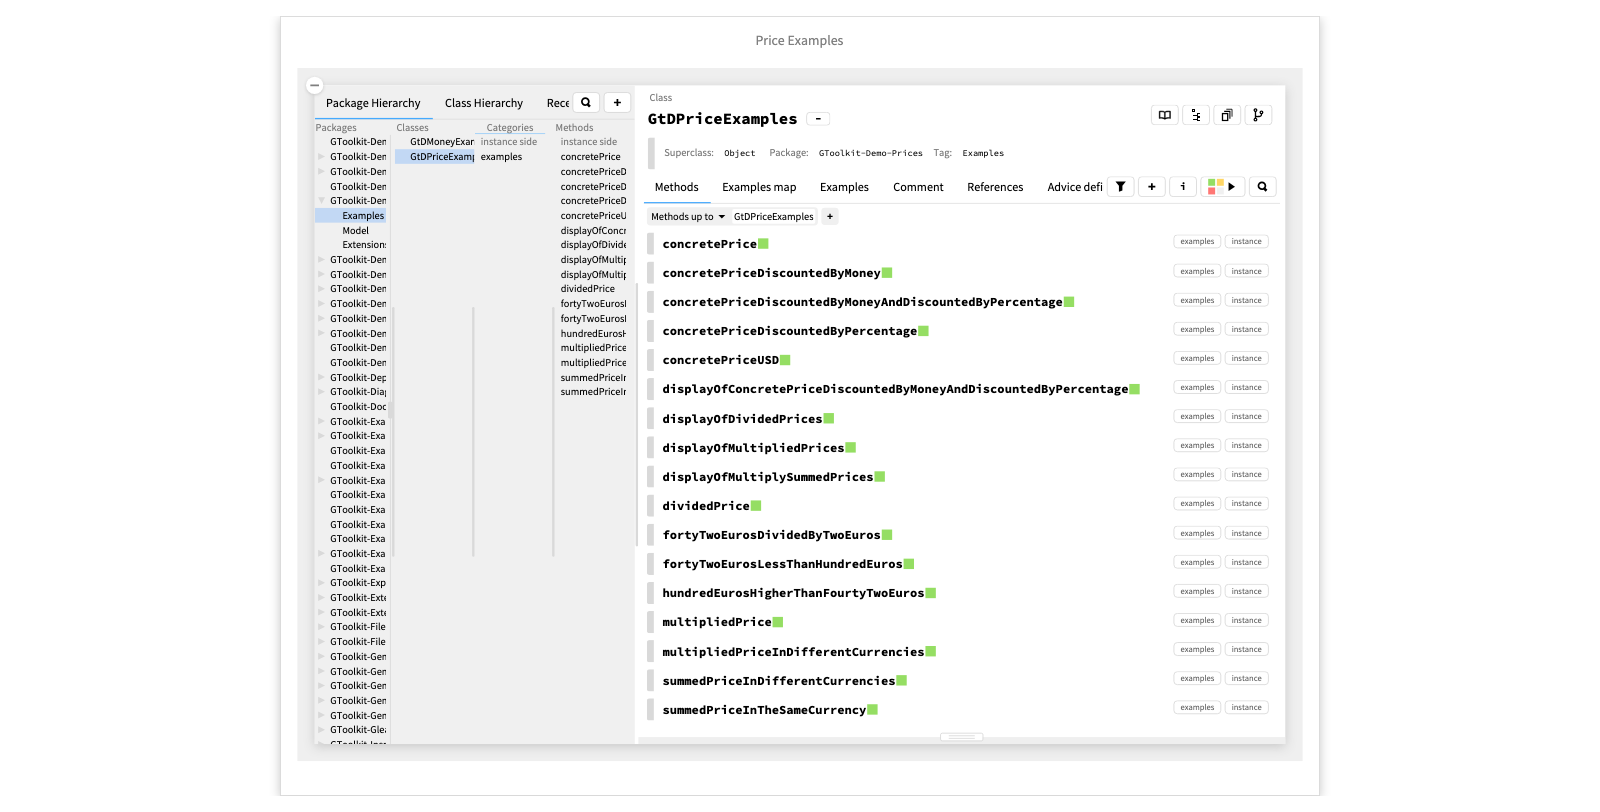 Price Examples
Package Hierarchy
Class Hierarchy
Rece
Packages
Classes
Categories
Methods
GToolkit-Den
GToolkit-Den
GToolkit-Den
GToolkit-Den
GToolkit-Den
Examples
Model
Extensions
GToolkit-Den
GToolkit-Den
GToolkit-Den
GToolkit-Den
GToolkit-Den
GToolkit-Den
GToolkit-Den
GToolkit-Den
GToolkit-Dep
GToolkit-Diag
GToolkit-Doc
GToolkit-Exa
GToolkit-Exa
GToolkit-Exa
GToolkit-Exa
GToolkit-Exa
GToolkit-Exa
GToolkit-Exa
GToolkit-Exa
GToolkit-Exa
GToolkit-Exa
GToolkit-Exa
GToolkit-Exp
GToolkit-Exte
GToolkit-Exte
GToolkit-File
GToolkit-File
GToolkit-Gen
GToolkit-Gen
GToolkit-Gen
GToolkit-Gen
GToolkit-Gen
GToolkit-Glea
GtDMoneyExam
GtDPriceExamp
instance side
examples
instance side
concretePrice
concretePriceD
concretePriceD
concretePriceD
concretePriceU
displayOfConcr
displayOfDivide
displayOfMultip
displayOfMultip
dividedPrice
fortyTwoEurosI
fortyTwoEurosI
hundredEurosH
multipliedPrice
multipliedPrice
summedPriceIr
summedPriceIr
Class
GtDPriceExamples
Superclass: Object Package: GToolkit-Demo-Prices Tag: Examples
Methods Examples map Examples Comment References Advice defi
Methods up to GtDPriceExamples +
concretePrice examples instance
concretePriceDiscountedByMoney examples instance
concretePriceDiscountedByMoneyAndDiscountedByPercentage examples instance
concretePriceDiscountedByPercentage examples instance
concretePriceUSD examples instance
displayOfConcretePriceDiscountedByMoneyAndDiscountedByPercentage examples instance
displayOfDividedPrices examples instance
displayOfMultipliedPrices examples instance
displayOfMultiplySummedPrices examples instance
dividedPrice examples instance
fortyTwoEurosDividedByTwoEuros examples instance
fortyTwoEurosLessThanHundredEuros examples instance
hundredEurosHigherThanFourtyTwoEuros examples instance
multipliedPrice examples instance
multipliedPriceInDifferentCurrencies examples instance
summedPriceInDifferentCurrencies examples instance
summedPriceInTheSameCurrency examples instance